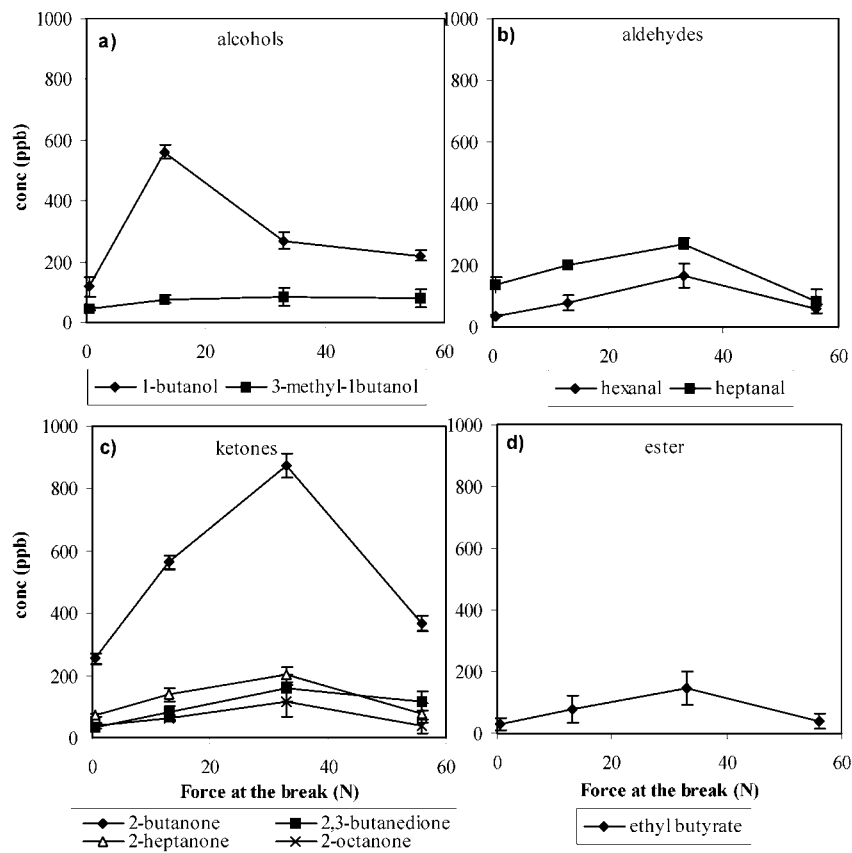 a) alcohols
conc (ppb)
1000
800
600
400
200
0
0 20 40 60
1-butanol 3-methyl-1butanol
b) aldehydes
1000
800
600
400
200
0
0 20 40 60
hexanal heptanal
c) ketones
conc (ppb)
1000
800
600
400
200
0
0 20 40 60
Force at the break (N)
2-butanone 2,3-butanedione
2-heptanone 2-octanone
d) ester
1000
800
600
400
200
0
0 20 40 60
Force at the break (N)
ethyl butyrate